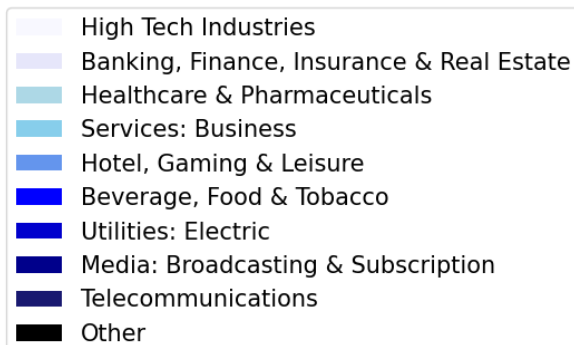 High Tech Industries
Banking, Finance, Insurance & Real Estate
Healthcare & Pharmaceuticals
Services: Business
Hotel, Gaming & Leisure
Beverage, Food & Tobacco
Utilities: Electric
Media: Broadcasting & Subscription
Telecommunications
Other